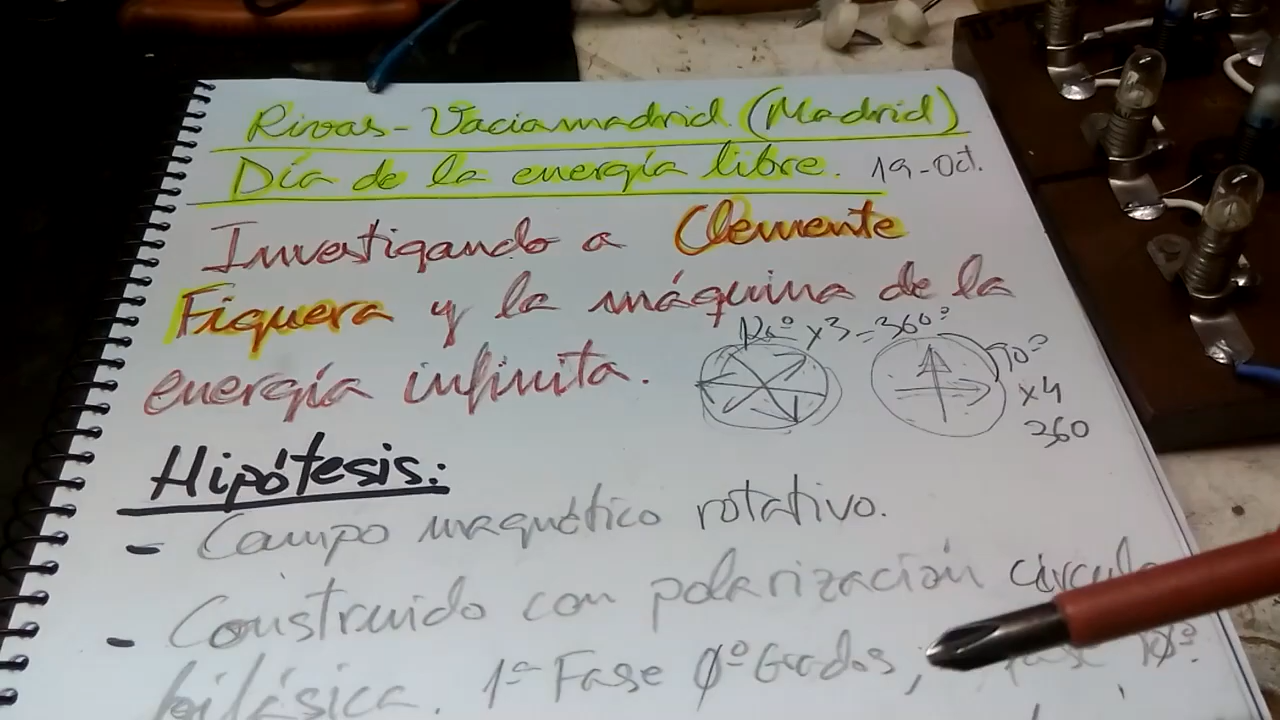 Rivas-Vaciamadrid (Madrid)
Día de la energía libre. 19-Oct.
Investigando a Clemente
Figuera y la máquina de la
energía infinita.
120º x3=360º
90º
x4
360
Hipótesis:
- Campo magnético rotativo.
- Construido con polarización
bifásica. 1ª Fase 0º Grados,